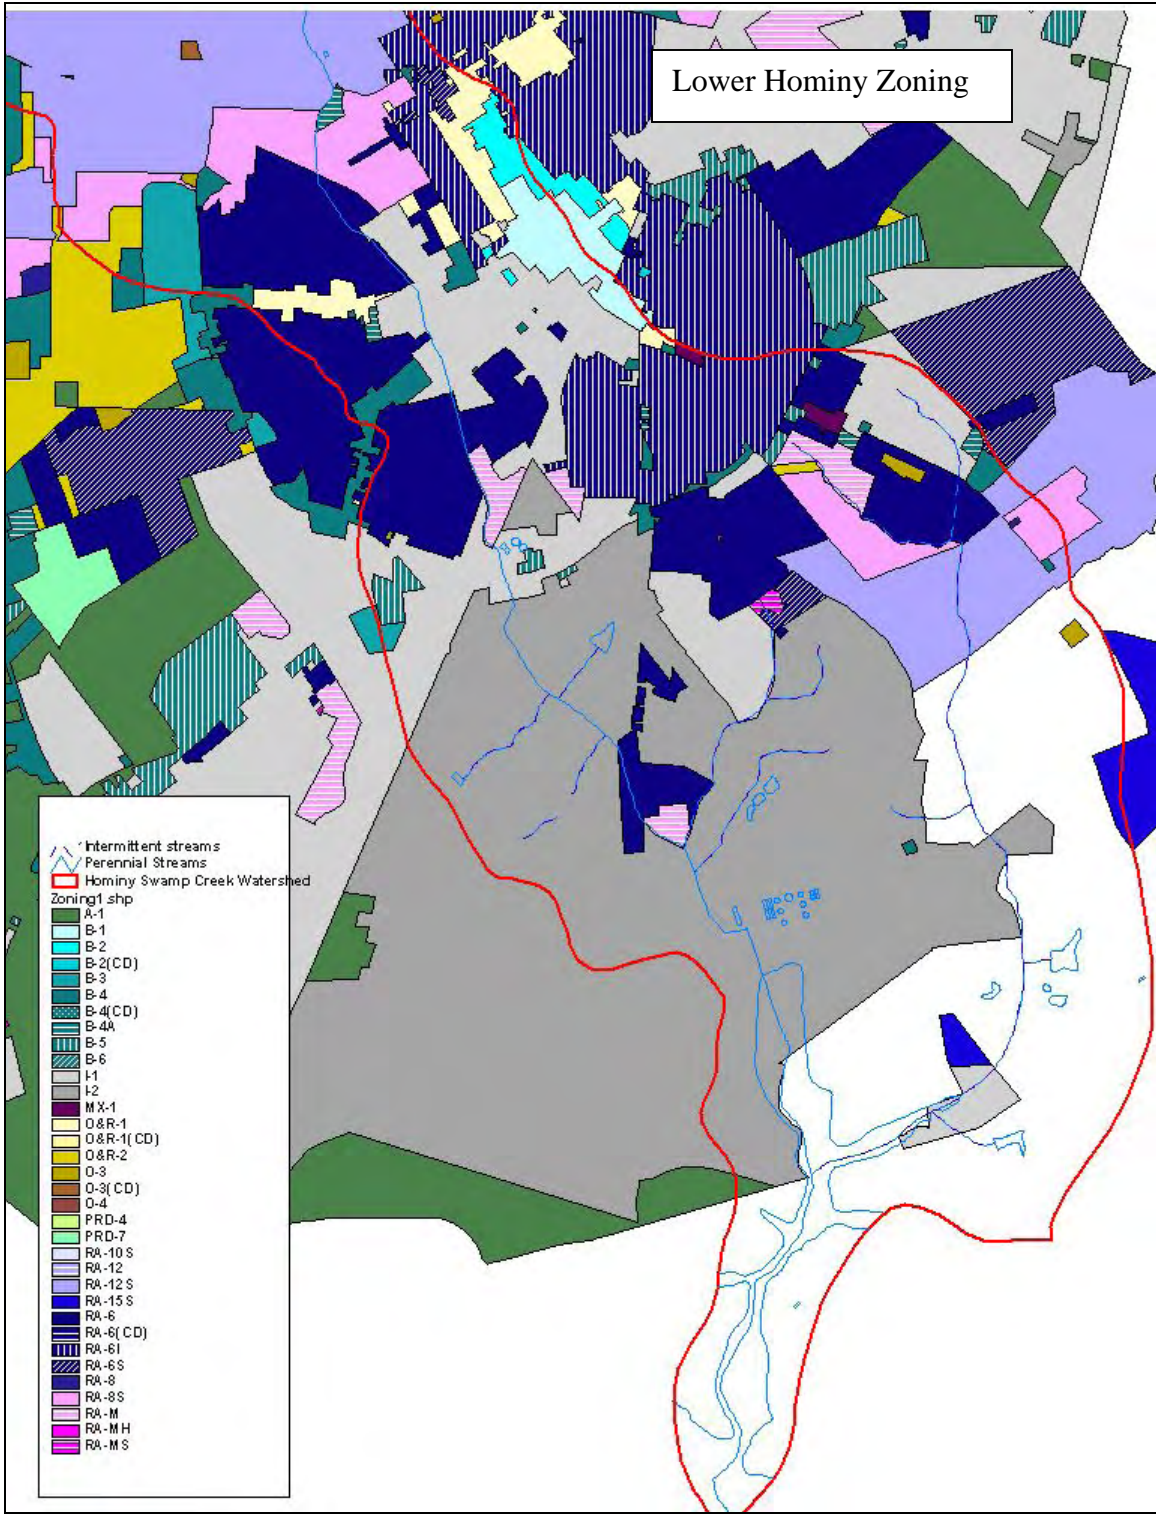 Lower Hominy Zoning
Intermittent streams
Perennial Streams
Hominy Swamp Creek Watershed
Zoning1.shp
A-1
B-1
B-2
B-2(CD)
B-3
B-4
B-4(CD)
B-4A
B-5
B-6
I-1
I-2
MX-1
O&R-1
O&R-1(CD)
O&R-2
O-3
O-3(CD)
O-4
PRD-4
PRD-7
RA-10S
RA-12
RA-12S
RA-15S
RA-6
RA-6(CD)
RA-6I
RA-6S
RA-8
RA-8S
RA-M
RA-MH
RA-MS